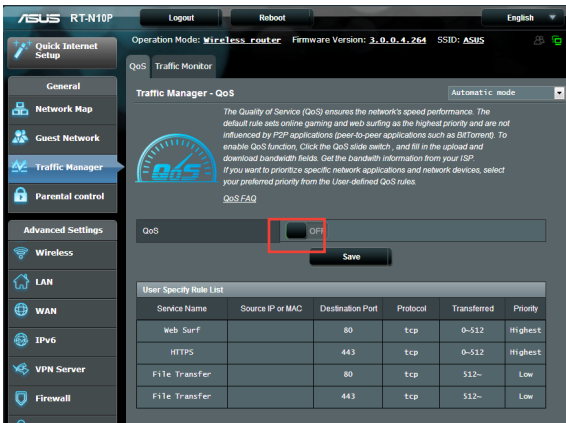 ASUS RT-N10P Logout Reboot English
Operation Mode: Wireless router Firmware Version: 3.0.0.4.264 SSID: ASUS
Quick Internet
Setup
General
Network Map
Guest Network
Traffic Manager
Parental control
Advanced Settings
Wireless
LAN
WAN
IPv6
VPN Server
Firewall
QoS Traffic Monitor
Traffic Manager - QoS Automatic mode
QoS
The Quality of Service (QoS) ensures the network's speed performance. The
default rule sets online gaming and web surfing as the highest priority and are not
influenced by P2P applications (peer-to-peer applications such as BitTorrent). To
enable QoS function, Click the QoS slide switch , and fill in the upload and
download bandwidth fields. Get the bandwith information from your ISP.
If you want to prioritize specific network applications and network devices, select
your preferred priority from the User-defined QoS rules.
QoS FAQ
QoS OFF
Save
User Specify Rule List
Service Name Source IP or MAC Destination Port Protocol Transferred Priority
Web Surf 80 tcp 0~512 Highest
HTTPS 443 tcp 0~512 Highest
File Transfer 80 tcp 512~ Low
File Transfer 443 tcp 512~ Low